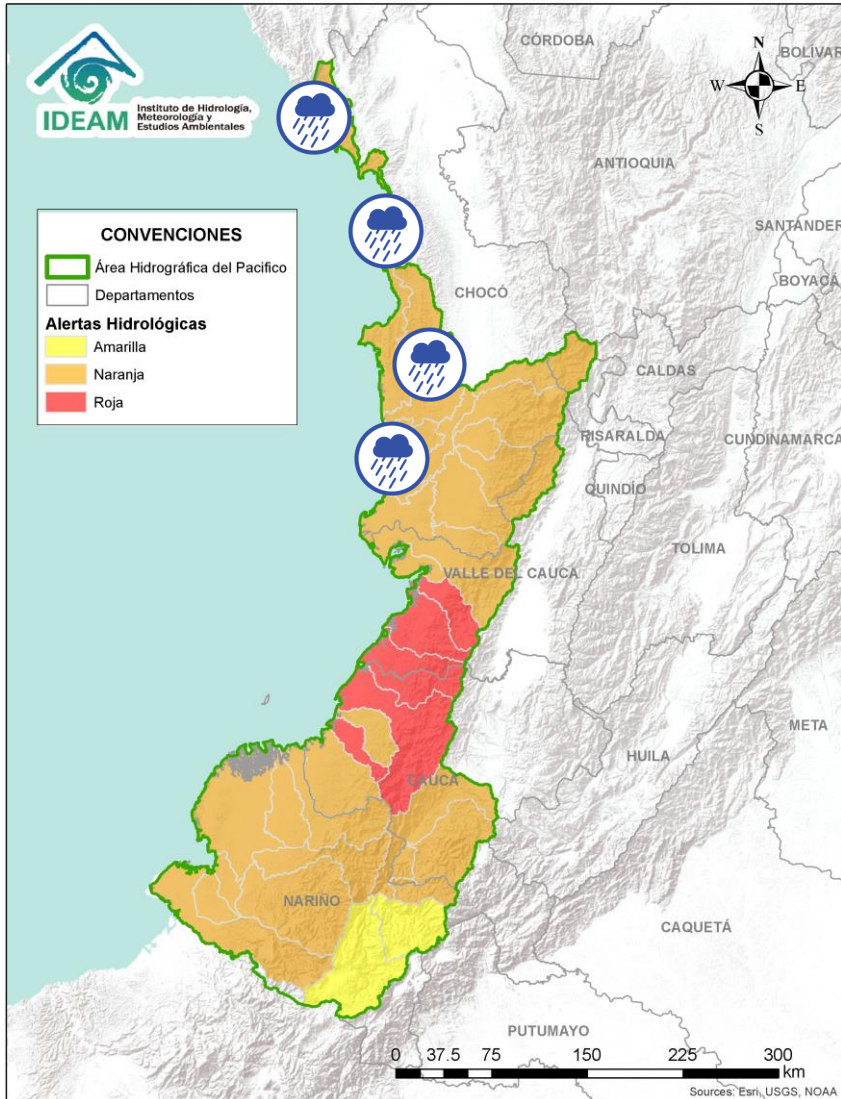 IDEAM
Instituto de Hidrología,
Meteorología y
Estudios Ambientales
CÓRDOBA
BOLÍVAR
N
W
E
S
ANTIOQUIA
SANTANDER
BOYACÁ
CONVENCIONES
Área Hidrográfica del Pacifico
Departamentos
Alertas Hidrológicas
Amarilla
Naranja
Roja
CHOCÓ
CALDAS
RISARALDA
CUNDINAMARCA
QUINDÍO
TOLIMA
VALLE DEL CAUCA
META
HUILA
CAUCA
NARIÑO
CAQUETÁ
PUTUMAYO
0 37.5 75 150 225 300
km
Sources: Esri, USGS, NOAA